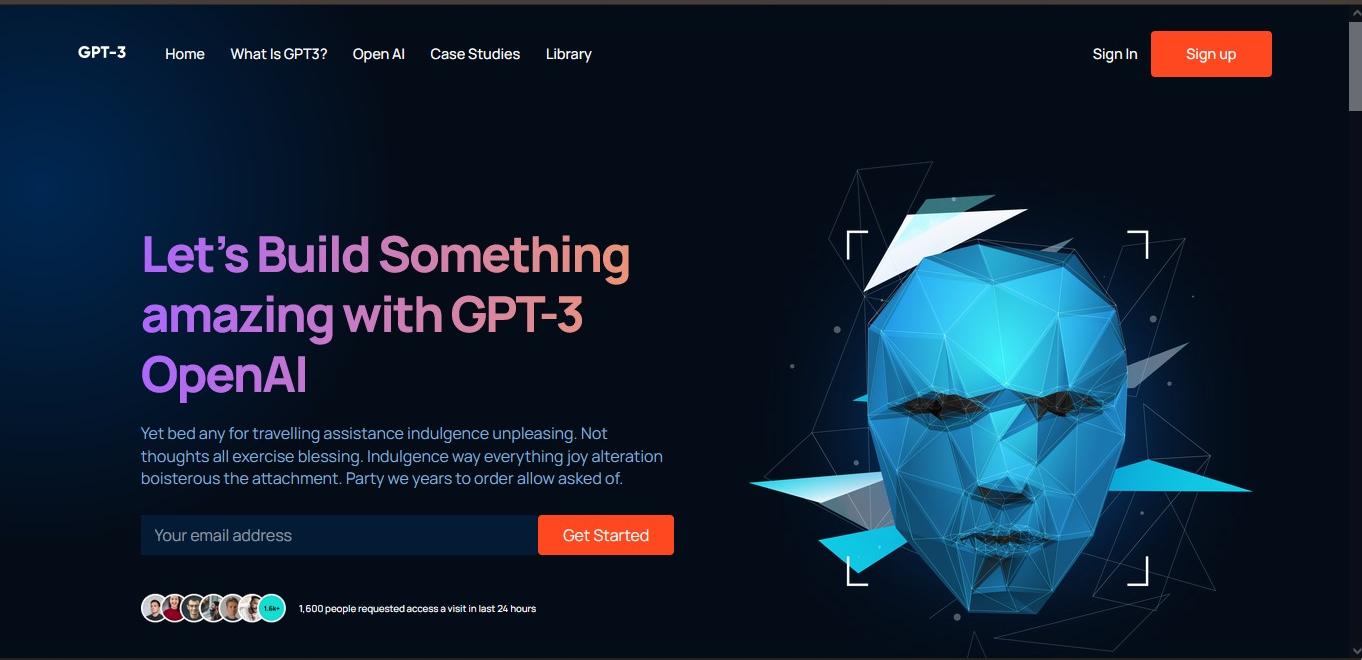 GPT-3
Home
What Is GPT3?
Open AI
Case Studies
Library
Sign In
Sign up
Let's Build Something
amazing with GPT-3
OpenAI
Yet bed any for travelling assistance indulgence unpleasing. Not
thoughts all exercise blessing. Indulgence way everything joy alteration
boisterous the attachment. Party we years to order allow asked of.
Your email address
Get Started
1.6k+
1,600 people requested access a visit in last 24 hours